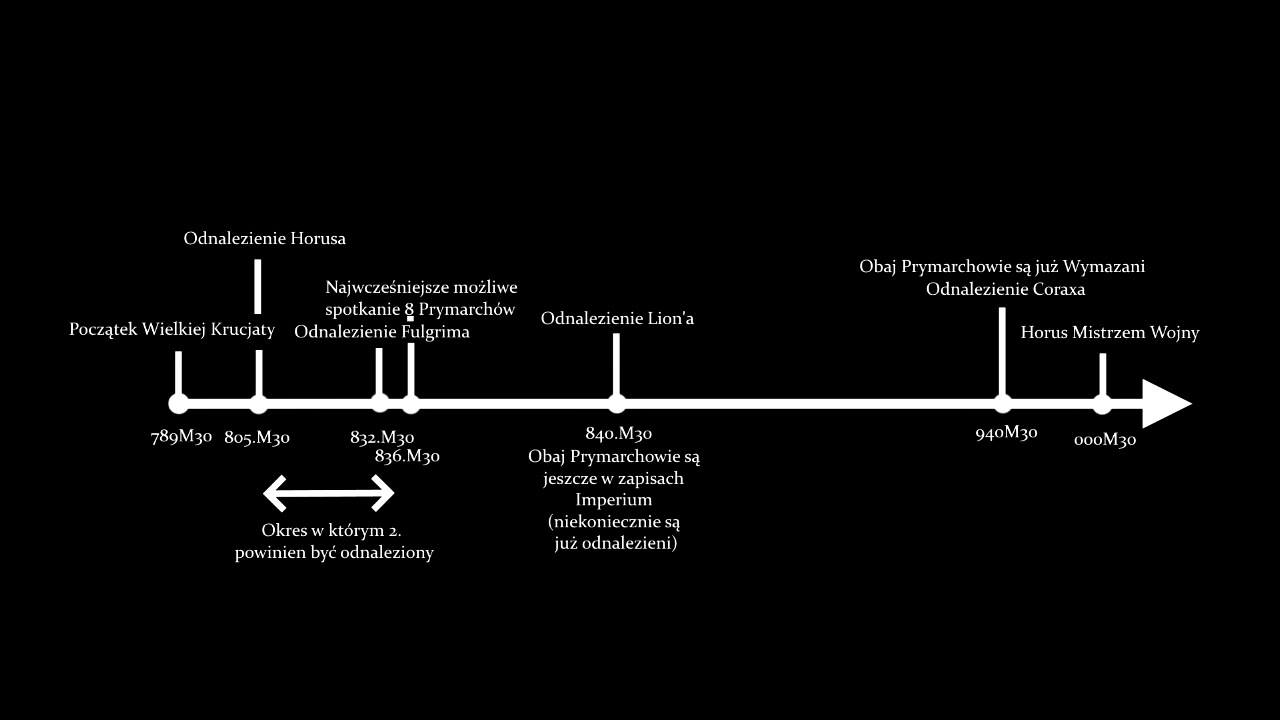 Odnalezienie Horusa
Początek Wielkiej Krucjaty
Najwcześniejsze możliwe
spotkanie 8 Prymarchów
Odnalezienie Fulgrima
Odnalezienie Lion'a
Obaj Prymarchowie są już Wymazani
Odnalezienie Coraxa
Horus Mistrzem Wojny
789M30
805.M30
832.M30
836.M30
840.M30
940M30
000M30
Obaj Prymarchowie są
jeszcze w zapisach
Imperium
(niekoniecznie są
już odnalezieni)
Okres w którym 2.
powinien być odnaleziony